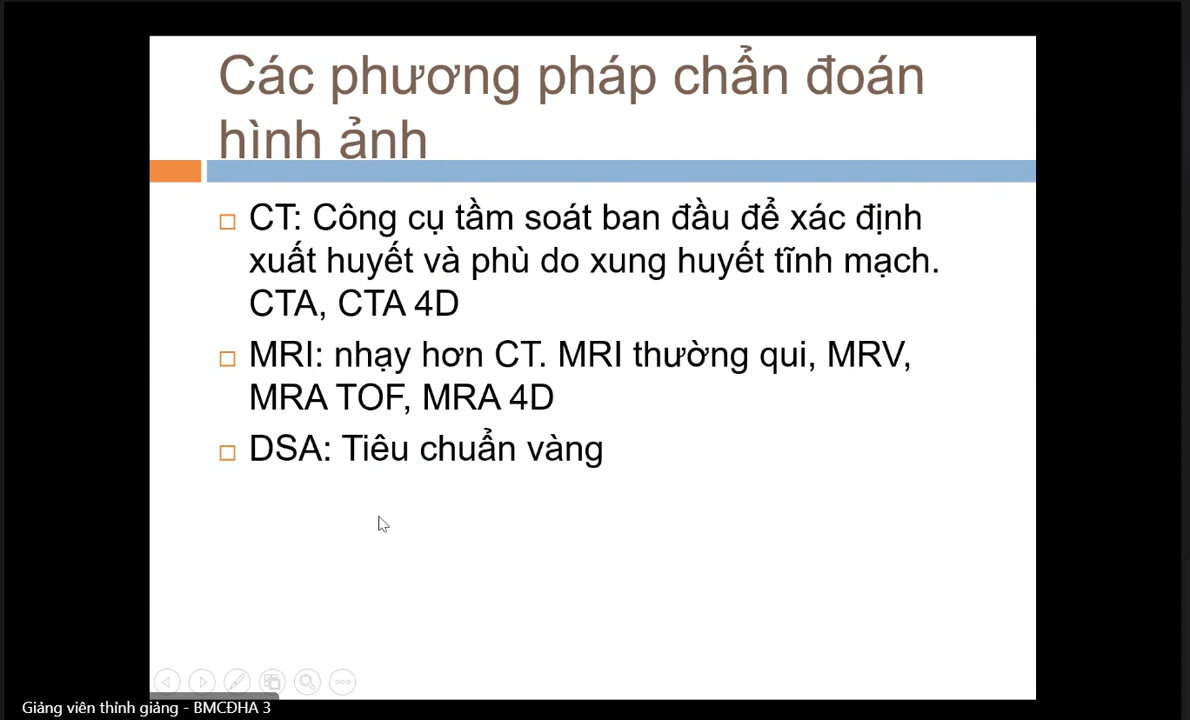 Các phương pháp chẩn đoán
hình ảnh
CT: Công cụ tầm soát ban đầu để xác định
xuất huyết và phù do xung huyết tĩnh mạch.
CTA, CTA 4D
MRI: nhạy hơn CT. MRI thường qui, MRV,
MRA TOF, MRA 4D
DSA: Tiêu chuẩn vàng
Giảng viên thỉnh giảng - BMCĐHA 3